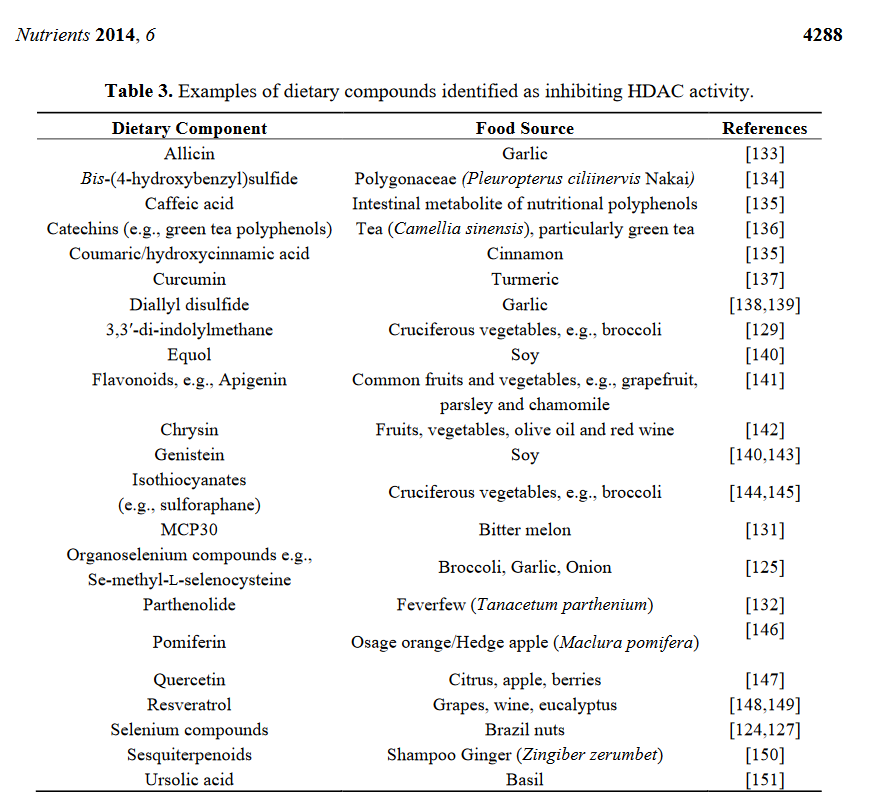 Nutrients 2014, 6 4288
Table 3. Examples of dietary compounds identified as inhibiting HDAC activity.
Dietary Component Food Source References
Allicin Garlic [133]
Bis-(4-hydroxybenzyl)sulfide Polygonaceae (Pleuropterus ciliinervis Nakai) [134]
Caffeic acid Intestinal metabolite of nutritional polyphenols [135]
Catechins (e.g., green tea polyphenols) Tea (Camellia sinensis), particularly green tea [136]
Coumaric/hydroxycinnamic acid Cinnamon [135]
Curcumin Turmeric [137]
Diallyl disulfide Garlic [138,139]
3,3′-di-indolylmethane Cruciferous vegetables, e.g., broccoli [129]
Equol Soy [140]
Flavonoids, e.g., Apigenin Common fruits and vegetables, e.g., grapefruit, [141]
parsley and chamomile
Chrysin Fruits, vegetables, olive oil and red wine [142]
Genistein Soy [140,143]
Isothiocyanates
(e.g., sulforaphane) Cruciferous vegetables, e.g., broccoli [144,145]
MCP30 Bitter melon [131]
Organoselenium compounds e.g.,
Se-methyl-L-selenocysteine Broccoli, Garlic, Onion [125]
Parthenolide Feverfew (Tanacetum parthenium) [132]
Pomiferin Osage orange/Hedge apple (Maclura pomifera) [146]
Quercetin Citrus, apple, berries [147]
Resveratrol Grapes, wine, eucalyptus [148,149]
Selenium compounds Brazil nuts [124,127]
Sesquiterpenoids Shampoo Ginger (Zingiber zerumbet) [150]
Ursolic acid Basil [151]